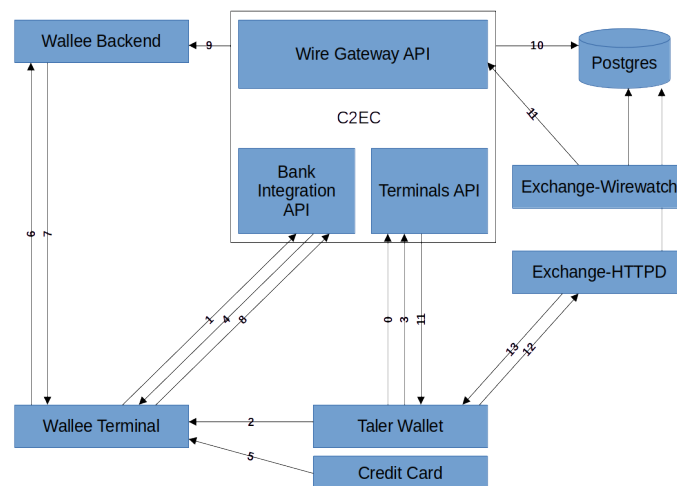 Wallee Backend
9
Wire Gateway API
10
Postgres
C2EC
11
Bank
Integration
API
Terminals API
Exchange-Wirewatch
6
7
Exchange-HTTPD
1
4
8
0
3
11
13
12
Wallee Terminal
2
Taler Wallet
5
Credit Card